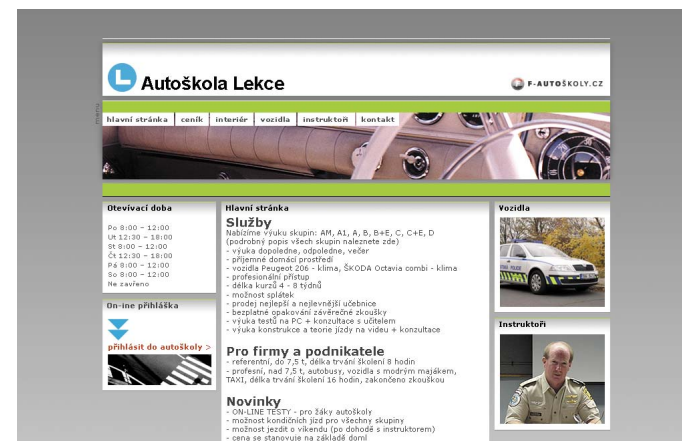 Autoškola Lekce
F-AUTOŠKOLY.CZ
menu
hlavní stránka ceník interiér vozidla instruktoři kontakt
Otevívací doba
Po 8:00 – 12:00
Út 12:30 – 18:00
St 8:00 – 12:00
Čt 12:30 – 18:00
Pá 8:00 – 12:00
So 8:00 – 12:00
Ne zavřeno
On-ine přihláška
přihlásit do autoškoly >
Hlavní stránka
Služby
Nabízíme výuku skupin: AM, A1, A, B, B+E, C, C+E, D
(podrobný popis všech skupin naleznete zde)
- výuka dopoledne, odpoledne, večer
- příjemné domácí prostředí
- vozidla Peugeot 206 - klima, ŠKODA Octavia combi - klima
- profesionální přístup
- délka kurzů 4 - 8 týdnů
- možnost splátek
- prodej nejlepší a nejlevnější učebnice
- bezplatné opakování závěrečné zkoušky
- výuka testů na PC + konzultace s učitelem
- výuka konstrukce a teorie jízdy na videu + konzultace
Pro firmy a podnikatele
- referentní, do 7,5 t, délka trvání školení 8 hodin
- profesní, nad 7,5 t, autobusy, vozidla s modrým majákem,
TAXI, délka trvání školení 16 hodin, zakončeno zkouškou
Novinky
- ON-LINE TESTY - pro žáky autoškoly
- možnost kondičních jízd pro všechny skupiny
- možnost jezdit o víkendu (po dohodě s instruktorem)
- cena se stanovuje na základě doml
Vozidla
Instruktoři